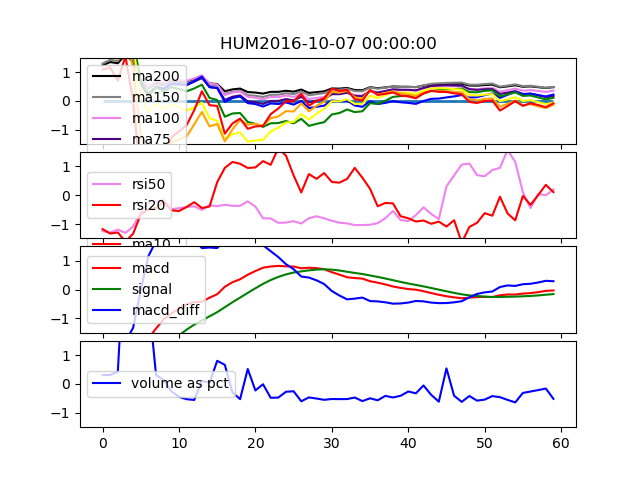 HUM2016-10-07 00:00:00
1
0
−1
ma200
ma150
ma100
ma75
1
0
−1
rsi50
rsi20
ma10
1
0
−1
macd
signal
macd_diff
1
0
−1
volume as pct
0 10 20 30 40 50 60